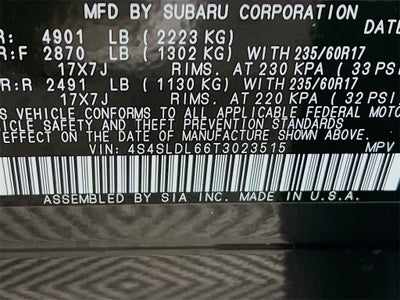 MFD BY SUBARU CORPORATION DATE
R: 4901 LB (2223 KG)
R:F 2870 LB (1302 KG) WITH 235/60R17
17X7J RIMS. AT 230 KPA (33 PSI
R:R 2491 LB (1130 KG) WITH 235/60R17
17X7J RIMS. AT 220 KPA (32 PSI
IS VEHICLE CONFORMS TO ALL APPLICABLE FEDERAL MOTO
EHICLE SAFETY AND THEFT PREVENTION STANDARDS
EFFECT ON THE DATE OF MANUFACTURE SHOWN ABOVE.
VIN: 4S4SLDL66T3023515 MPV
ASSEMBLED BY SIA INC. MADE IN U.S.A.